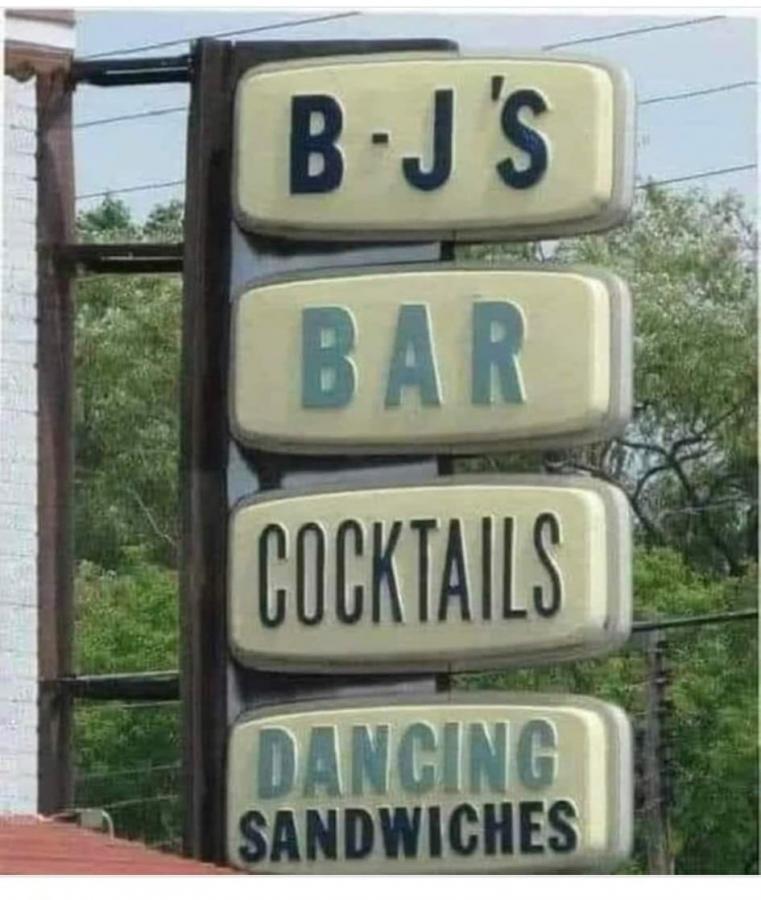 B-J'S
BAR
COCKTAILS
DANCING
SANDWICHES